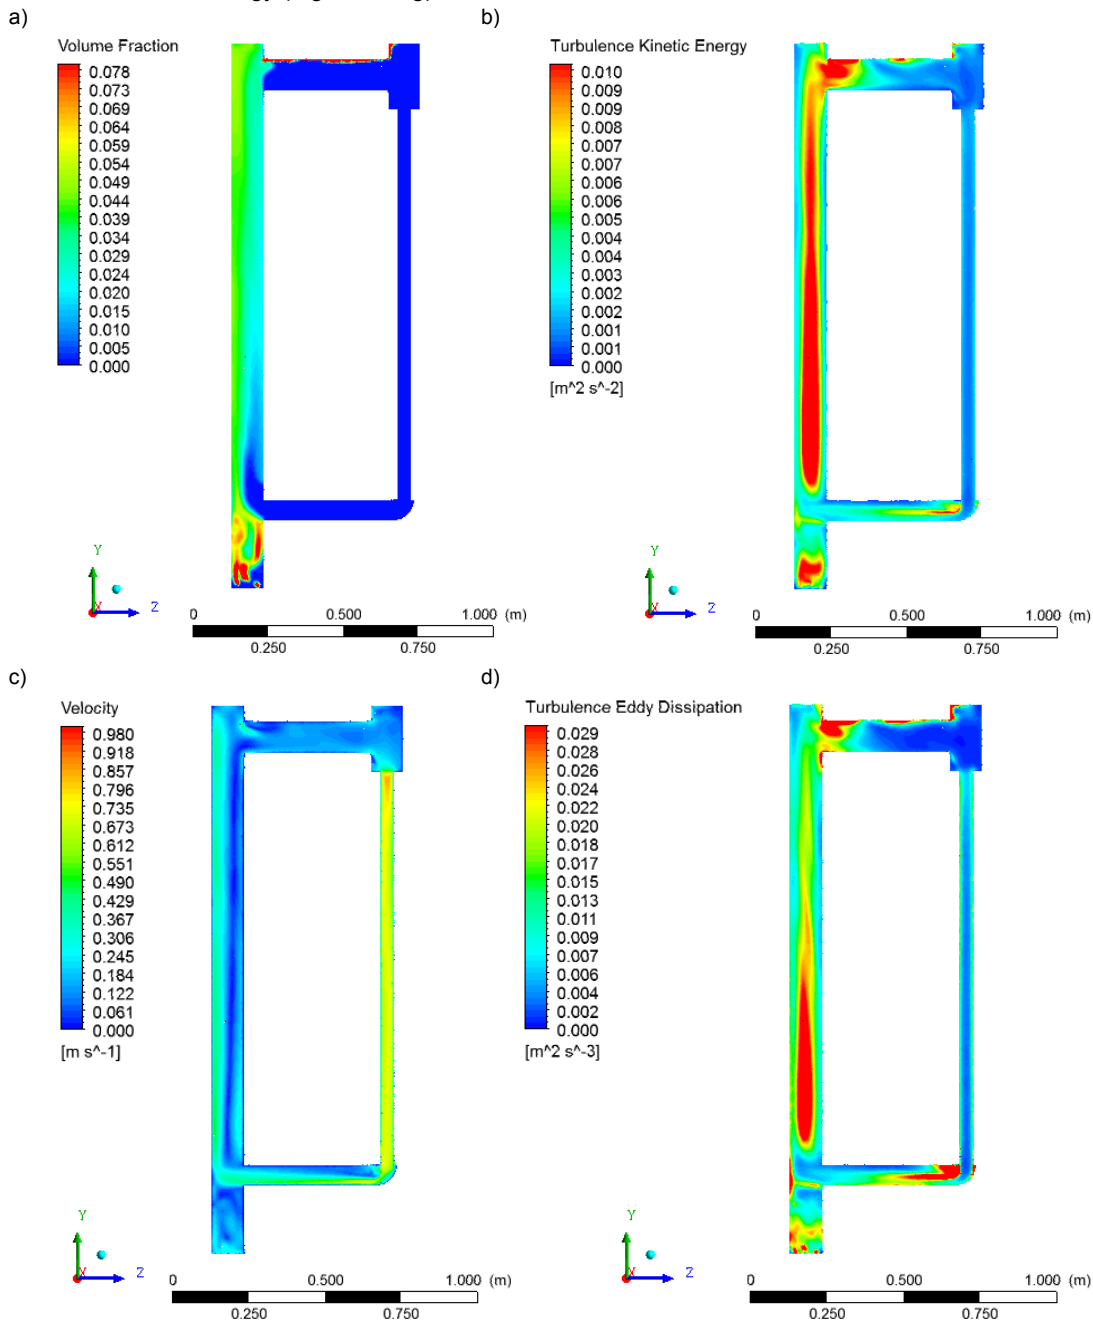 a)
b)
Volume Fraction
0.078
0.073
0.069
0.064
0.059
0.054
0.049
0.044
0.039
0.034
0.029
0.024
0.020
0.015
0.010
0.005
0.000
Y
X
Z
0 0.500 1.000 (m)
0.250 0.750
Turbulence Kinetic Energy
0.010
0.009
0.009
0.008
0.007
0.007
0.006
0.006
0.005
0.004
0.004
0.003
0.002
0.002
0.001
0.001
0.000
[m^2 s^-2]
Y
X
Z
0 0.500 1.000 (m)
0.250 0.750
c)
d)
Velocity
0.980
0.918
0.857
0.796
0.735
0.673
0.612
0.551
0.490
0.429
0.367
0.306
0.245
0.184
0.122
0.061
0.000
[m s^-1]
Y
X
Z
0 0.500 1.000 (m)
0.250 0.750
Turbulence Eddy Dissipation
0.029
0.028
0.026
0.024
0.022
0.020
0.018
0.017
0.015
0.013
0.011
0.009
0.007
0.006
0.004
0.002
0.000
[m^2 s^-3]
Y
X
Z
0 0.500 1.000 (m)
0.250 0.750